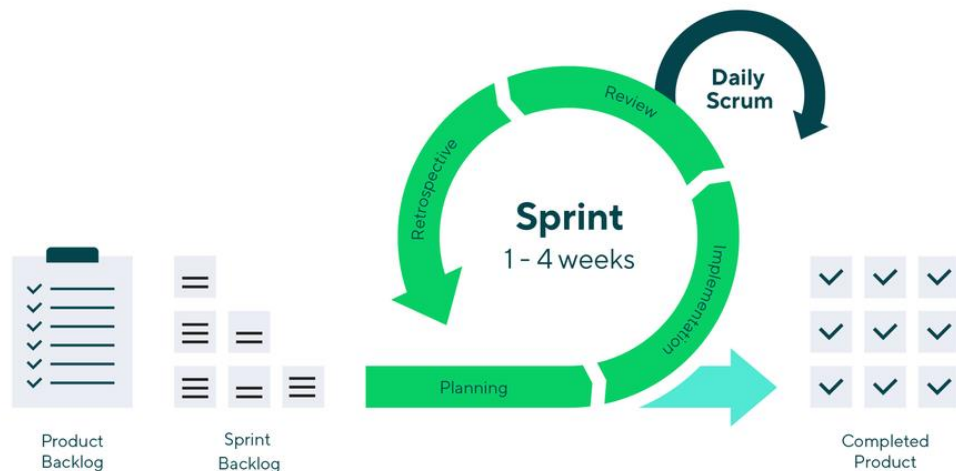 Daily
Scrum
Review
Retrospective
Sprint
1 - 4 weeks
Implementation
Planning
Product
Backlog
Sprint
Backlog
Completed
Product